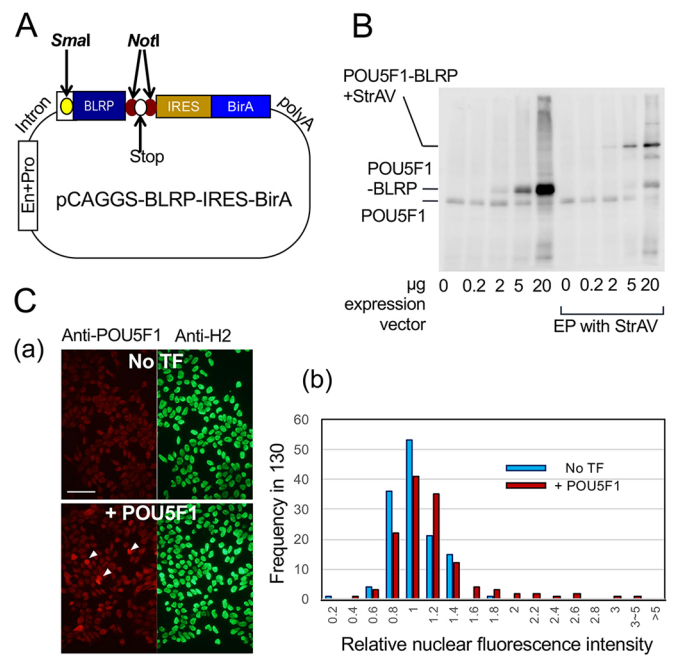 A
SmaI
NotI
Intron
BLRP
IRES
BirA
polyA
Stop
En+Pro
pCAGGS-BLRP-IRES-BirA
B
POU5F1-BLRP
+StrAV
POU5F1
-BLRP
POU5F1
µg
expression
vector
0 0.2 2 5 20 0 0.2 2 5 20
EP with StrAV
C
(a)
Anti-POU5F1 Anti-H2
No TF
+ POU5F1
(b)
Frequency in 130
60
50
40
30
20
10
0
No TF
+ POU5F1
0.2 0.4 0.6 0.8 1 1.2 1.4 1.6 1.8 2 2.2 2.4 2.6 2.8 3 3~5 >5
Relative nuclear fluorescence intensity